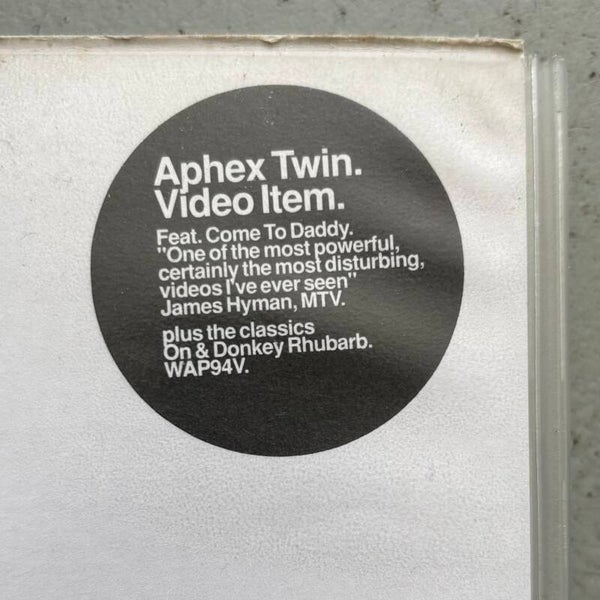 Aphex Twin.
Video Item.
Feat. Come To Daddy.
"One of the most powerful,
certainly the most disturbing,
videos I've ever seen"
James Hyman, MTV.
plus the classics
On & Donkey Rhubarb.
WAP94V.